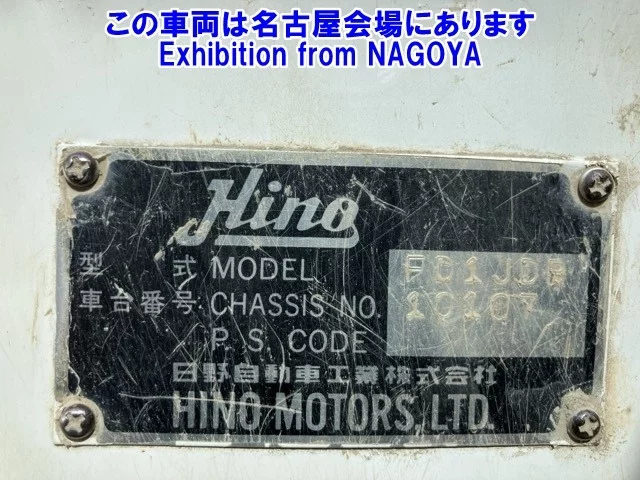 この車両は名古屋会場にあります
Exhibition from NAGOYA
Hino
型 式 MODEL FD1JDA
車台番号 CHASSIS NO. 10107
P. S. CODE
日野自動車工業株式会社
HINO MOTORS, LTD.